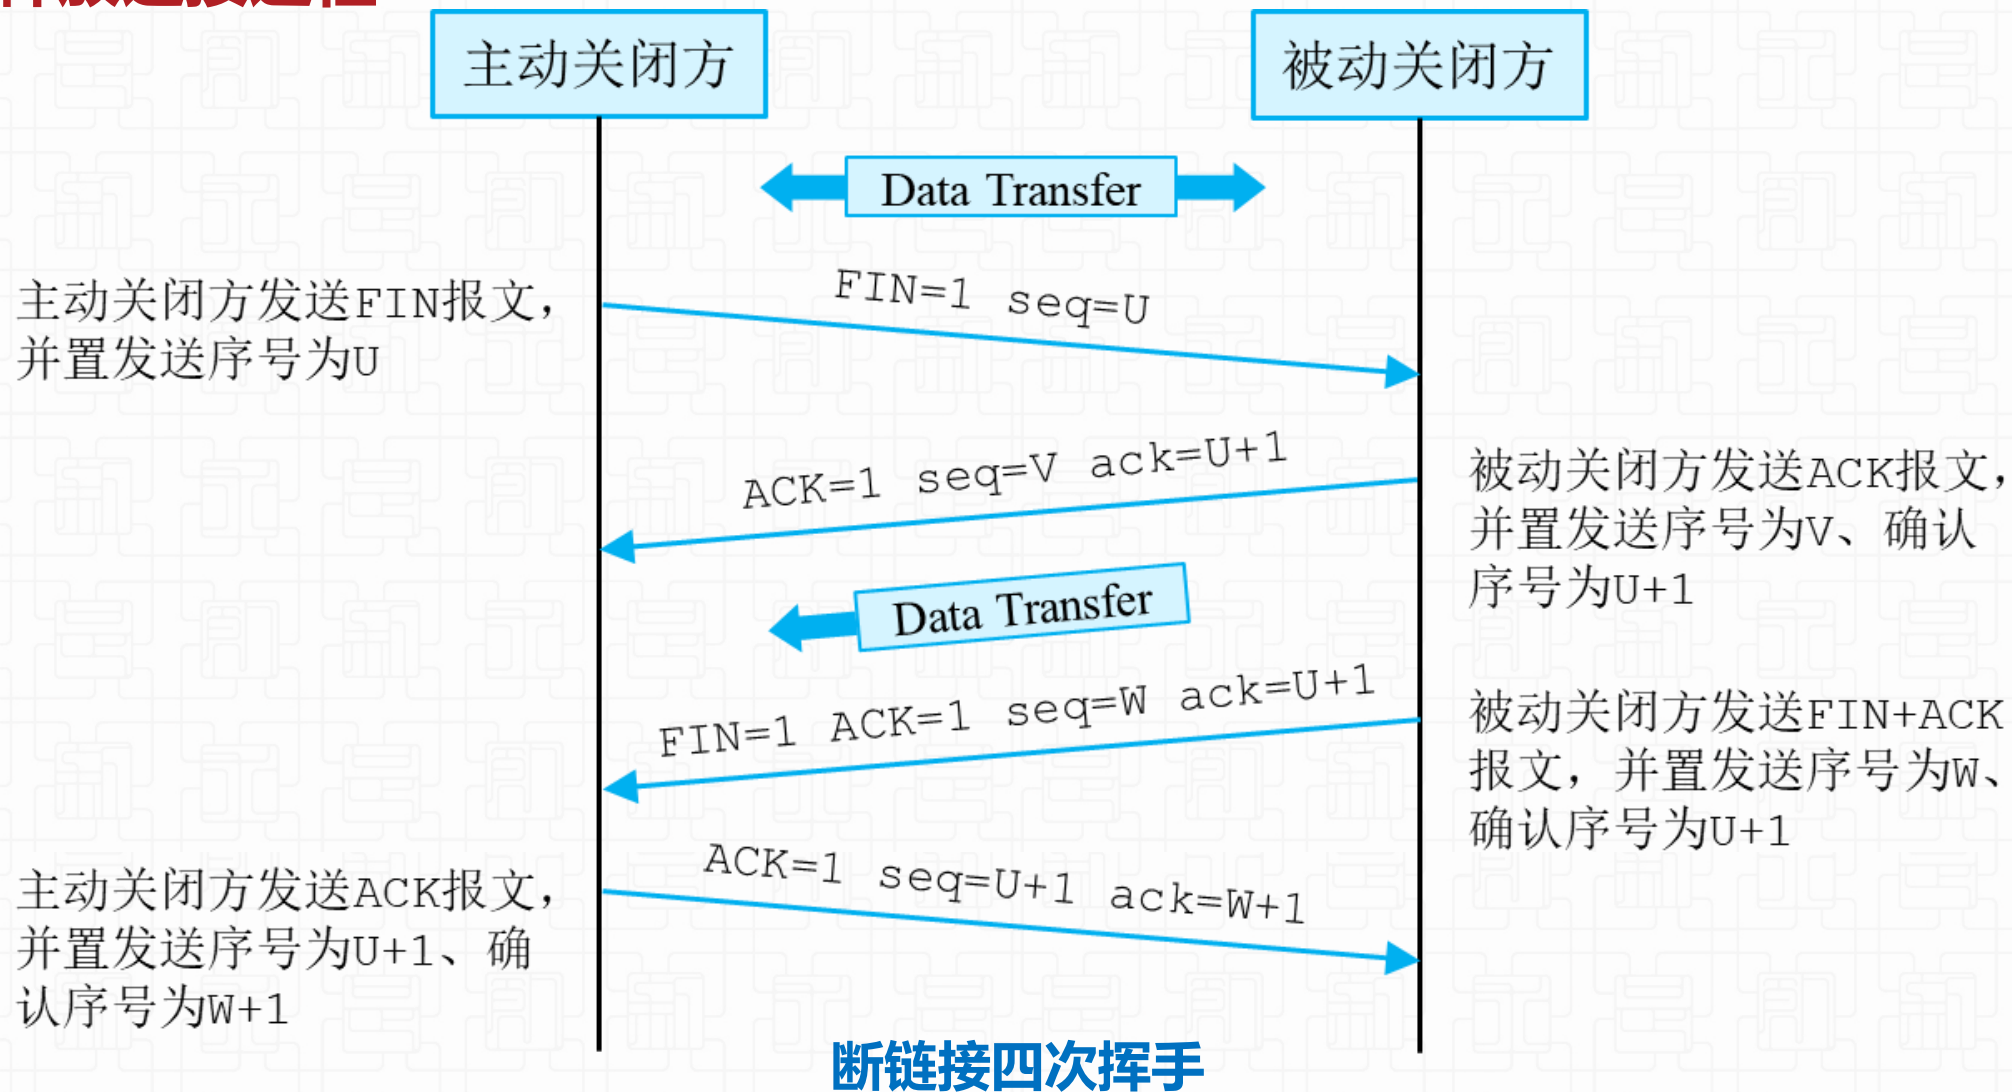 主动关闭方
被动关闭方
Data Transfer
FIN=1 seq=U
主动关闭方发送FIN报文，
并置发送序号为U
ACK=1 seq=V ack=U+1
被动关闭方发送ACK报文，
并置发送序号为V、确认
序号为U+1
Data Transfer
FIN=1 ACK=1 seq=W ack=U+1
被动关闭方发送FIN+ACK
报文，并置发送序号为W、
确认序号为U+1
ACK=1 seq=U+1 ack=W+1
主动关闭方发送ACK报文，
并置发送序号为U+1、确
认序号为W+1
断链接四次挥手